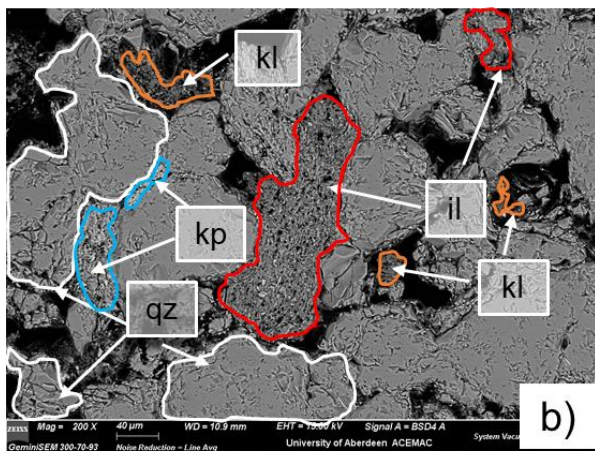 kl
il
kp
kl
qz
b)
ZEISS Mag = 200 X 40 µm WD = 10.9 mm EHT = 15.00 kV Signal A = BSD4 A
GeminiSEM 300-70-93 Noise Reduction = Line Avg University of Aberdeen ACEMAC System